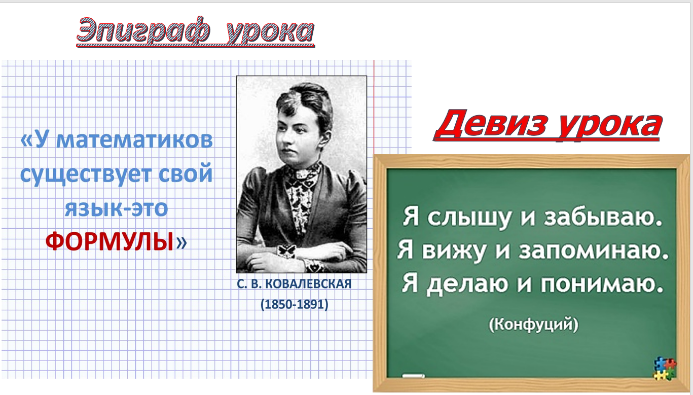 Эпиграф урока
«У математиков
существует свой
язык-это
ФОРМУЛЫ»
С. В. КОВАЛЕВСКАЯ
(1850-1891)
Девиз урока
Я слышу и забываю.
Я вижу и запоминаю.
Я делаю и понимаю.
(Конфуций)